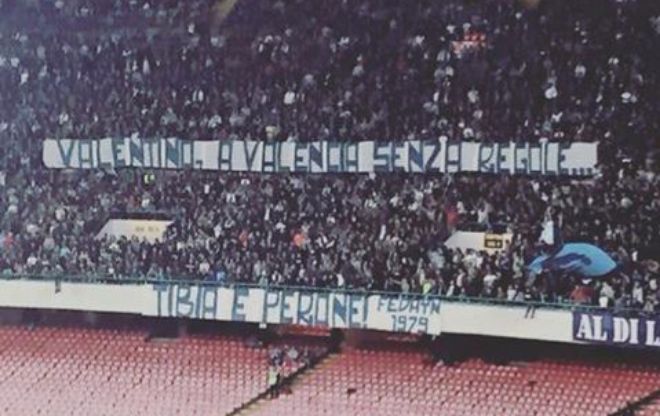 VALENTINO, A VALENCIA SENZA REGOLE...
TIBIA E PERONE!
FEDAYN
1979
AL DI L